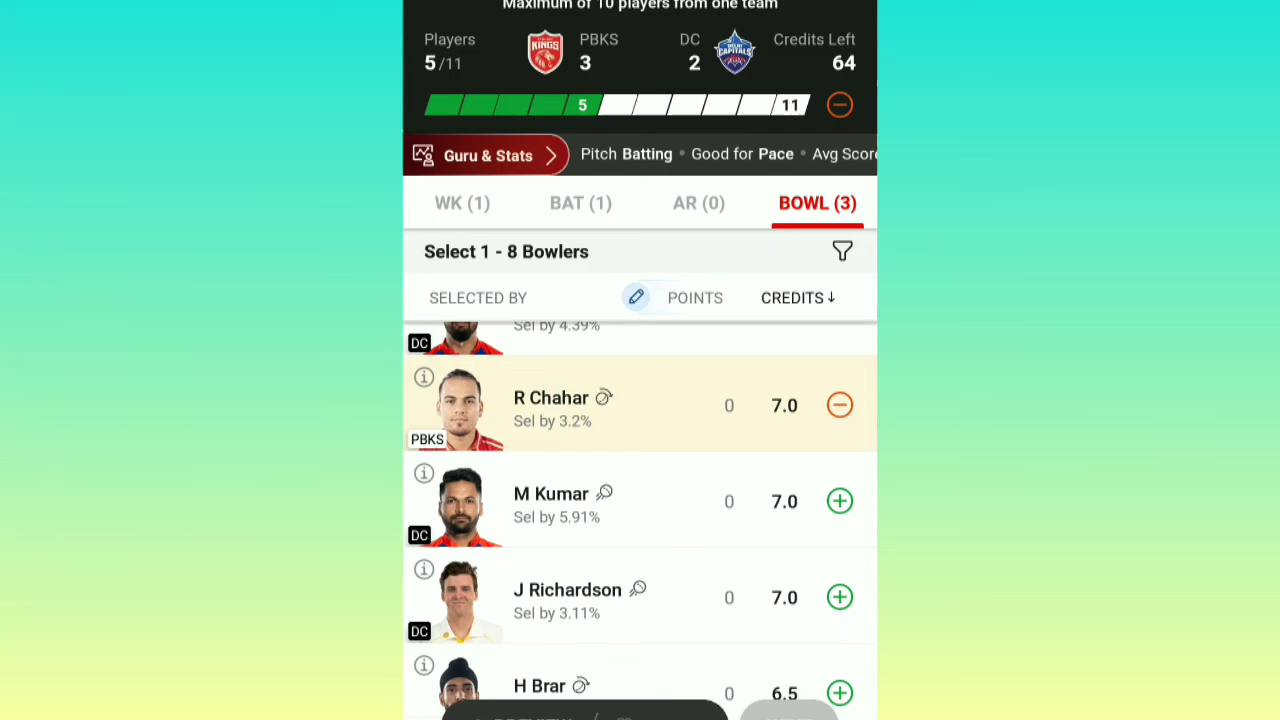 Maximum of 10 players from one team
Players
PBKS
DC
Credits Left
5/11
3
2
64
KINGS
DELHI CAPITALS
5
11
Guru & Stats
Pitch Batting • Good for Pace • Avg Score
WK (1)
BAT (1)
AR (0)
BOWL (3)
Select 1 - 8 Bowlers
SELECTED BY
POINTS
CREDITS↓
Sel by 4.39%
DC
R Chahar
0
7.0
Sel by 3.2%
PBKS
M Kumar
0
7.0
Sel by 5.91%
DC
J Richardson
0
7.0
Sel by 3.11%
DC
H Brar
0
6.5